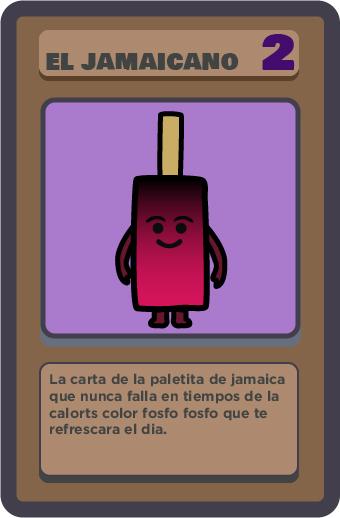 EL JAMAICANO 2
La carta de la paletita de jamaica
que nunca falla en tiempos de la
calorts color fosfo fosfo que te
refrescara el dia.